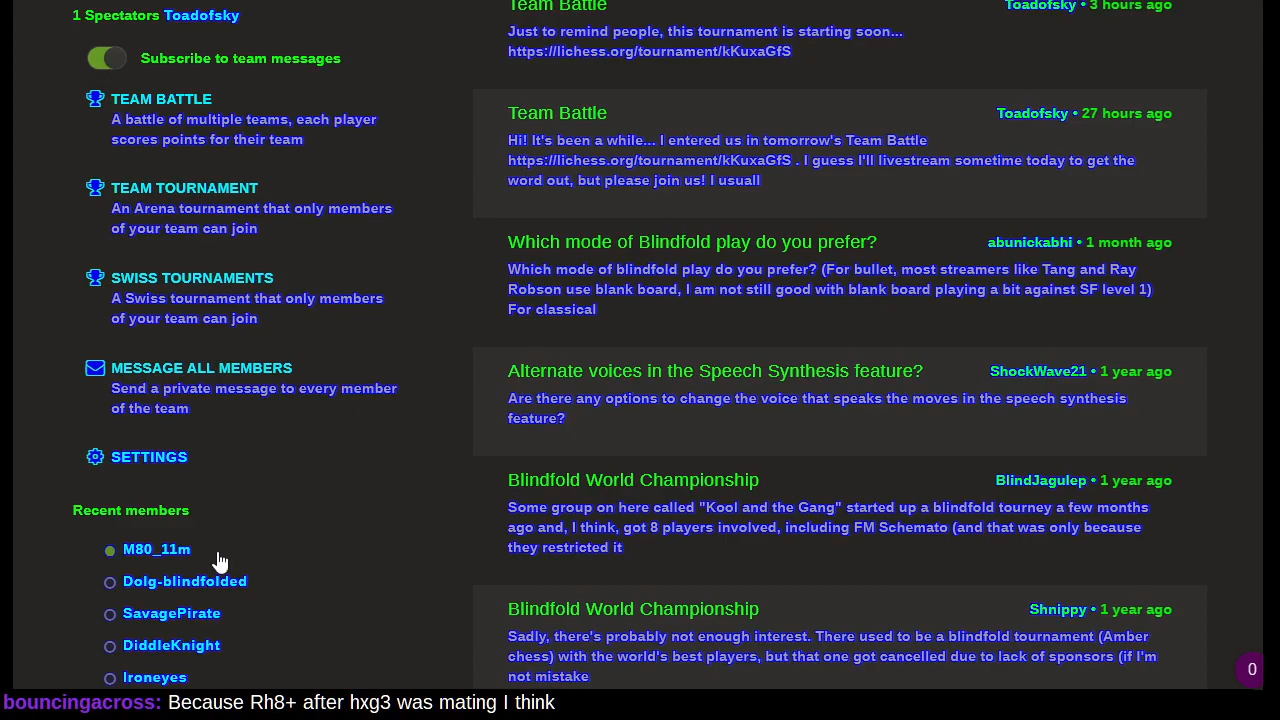 1 Spectators Toadofsky
Subscribe to team messages
TEAM BATTLE
A battle of multiple teams, each player
scores points for their team
TEAM TOURNAMENT
An Arena tournament that only members
of your team can join
SWISS TOURNAMENTS
A Swiss tournament that only members
of your team can join
MESSAGE ALL MEMBERS
Send a private message to every member
of the team
SETTINGS
Recent members
M80_11m
Dolg-blindfolded
SavagePirate
DiddleKnight
Ironeyes
Team Battle
Toadofsky • 3 hours ago
Just to remind people, this tournament is starting soon...
https://lichess.org/tournament/kKuxaGfS
Team Battle
Toadofsky • 27 hours ago
Hi! It's been a while... I entered us in tomorrow's Team Battle
https://lichess.org/tournament/kKuxaGfS . I guess I'll livestream sometime today to get the
word out, but please join us! I usuall
Which mode of Blindfold play do you prefer?
abunickabhi • 1 month ago
Which mode of blindfold play do you prefer? (For bullet, most streamers like Tang and Ray
Robson use blank board, I am not still good with blank board playing a bit against SF level 1)
For classical
Alternate voices in the Speech Synthesis feature?
ShockWave21 • 1 year ago
Are there any options to change the voice that speaks the moves in the speech synthesis
feature?
Blindfold World Championship
BlindJagulep • 1 year ago
Some group on here called "Kool and the Gang" started up a blindfold tourney a few months
ago and, I think, got 8 players involved, including FM Schemato (and that was only because
they restricted it
Blindfold World Championship
Shnippy • 1 year ago
Sadly, there's probably not enough interest. There used to be a blindfold tournament (Amber
chess) with the world's best players, but that one got cancelled due to lack of sponsors (if I'm
not mistake
0
bouncingacross: Because Rh8+ after hxg3 was mating I think